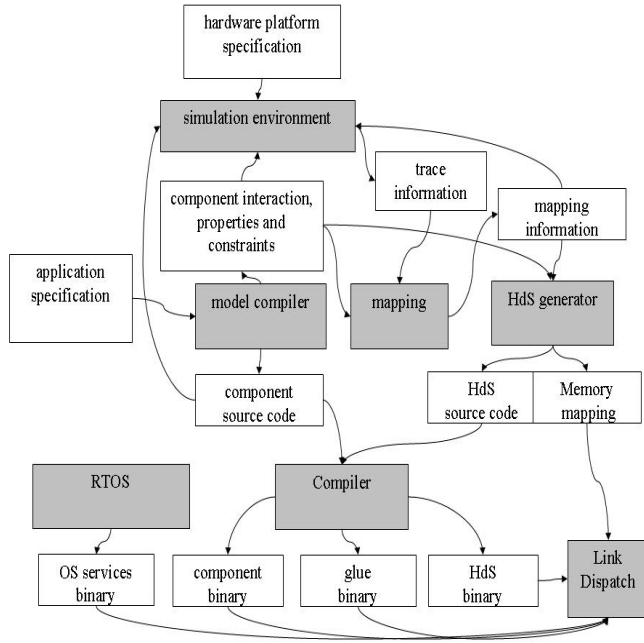 hardware platform
specification
simulation environment
trace
information
component interaction,
properties and
constraints
mapping
information
application
specification
model compiler
mapping
HdS generator
component
source code
HdS
source code
Memory
mapping
RTOS
Compiler
OS services
binary
component
binary
glue
binary
HdS
binary
Link
Dispatch